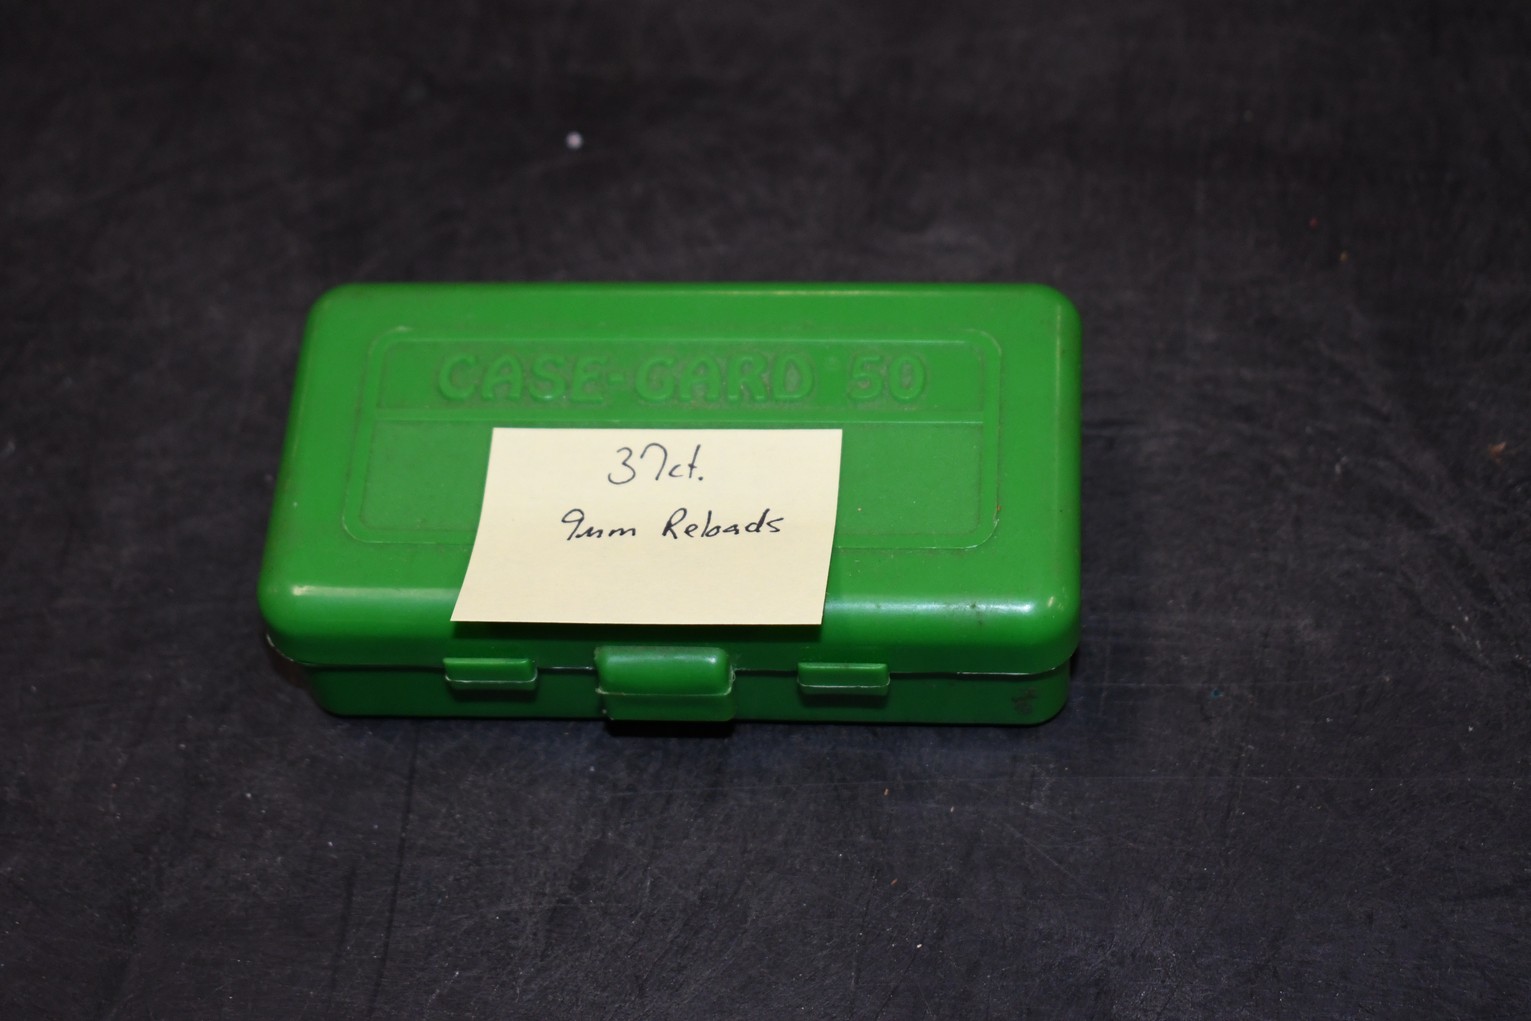 CASE-GARD 50
37ct.
9mm Reloads